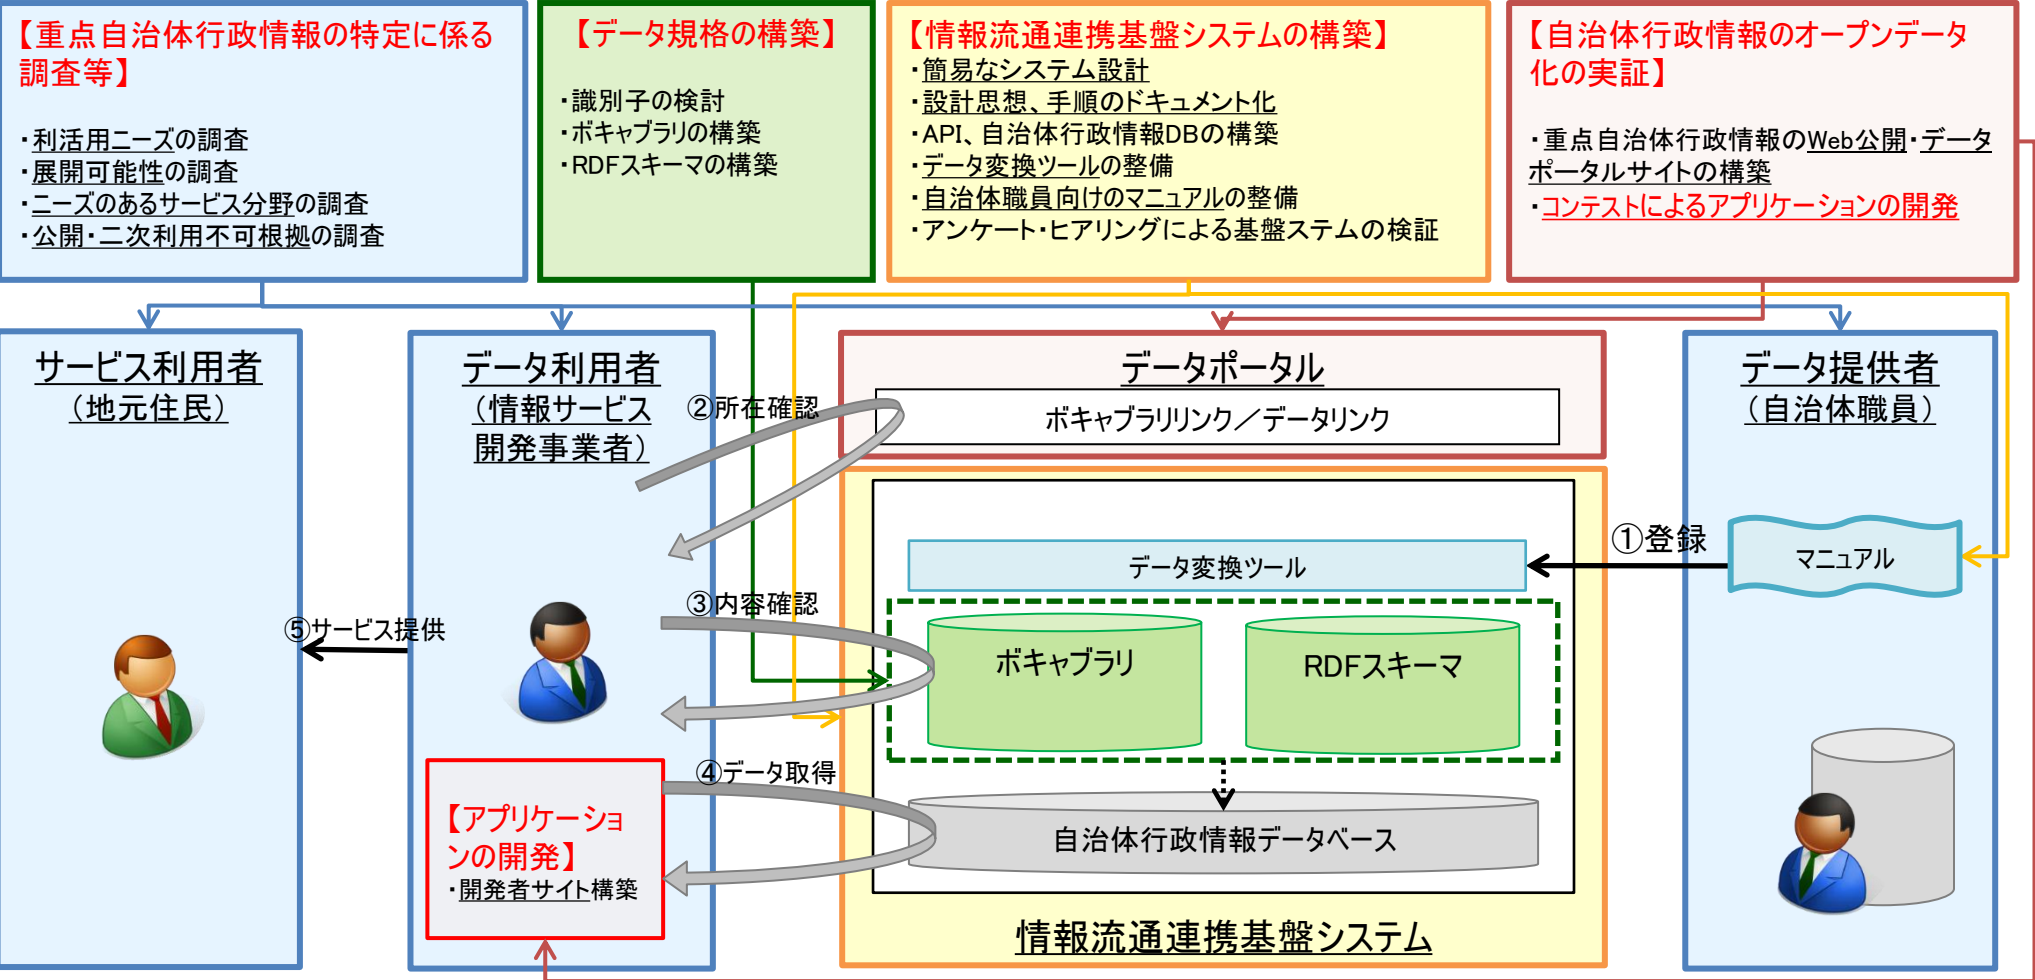 【重点自治体行政情報の特定に係る
調査等】
・利活用ニーズの調査
・展開可能性の調査
・ニーズのあるサービス分野の調査
・公開・二次利用不可根拠の調査
【データ規格の構築】
・識別子の検討
・ボキャブラリの構築
・RDFスキーマの構築
【情報流通連携基盤システムの構築】
・簡易なシステム設計
・設計思想、手順のドキュメント化
・API、自治体行政情報DBの構築
・データ変換ツールの整備
・自治体職員向けのマニュアルの整備
・アンケート・ヒアリングによる基盤ステムの検証
【自治体行政情報のオープンデータ
化の実証】
・重点自治体行政情報のWeb公開・データ
ポータルサイトの構築
・コンテストによるアプリケーションの開発
サービス利用者
（地元住民）
データ利用者
（情報サービス
開発事業者）
データポータル
ボキャブラリリンク／データリンク
データ提供者
（自治体職員）
②所在確認
①登録
マニュアル
データ変換ツール
③内容確認
⑤サービス提供
ボキャブラリ
RDFスキーマ
④データ取得
【アプリケーショ
ンの開発】
・開発者サイト構築
自治体行政情報データベース
情報流通連携基盤システム